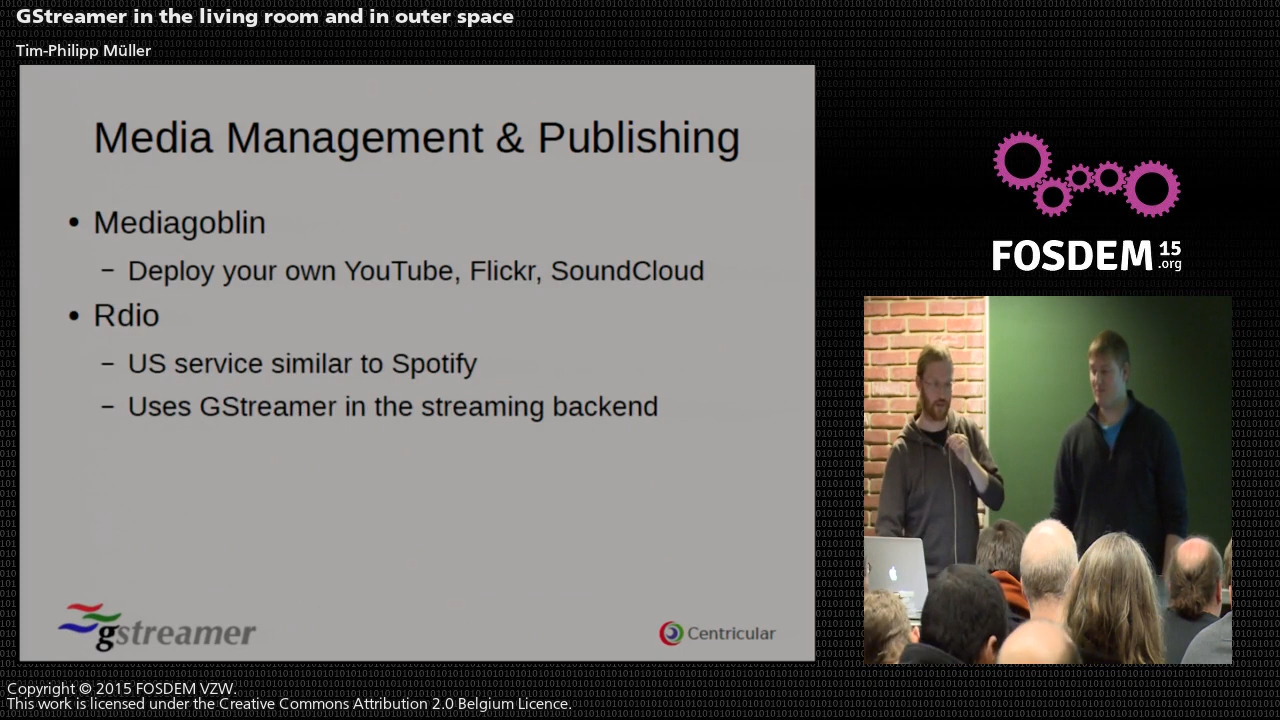 GStreamer in the living room and in outer space
Tim-Philipp Müller
Media Management & Publishing
• Mediagoblin
– Deploy your own YouTube, Flickr, SoundCloud
• Rdio
– US service similar to Spotify
– Uses GStreamer in the streaming backend
gstreamer
Centricular
FOSDEM 15
.org
Copyright © 2015 FOSDEM VZW.
This work is licensed under the Creative Commons Attribution 2.0 Belgium Licence.